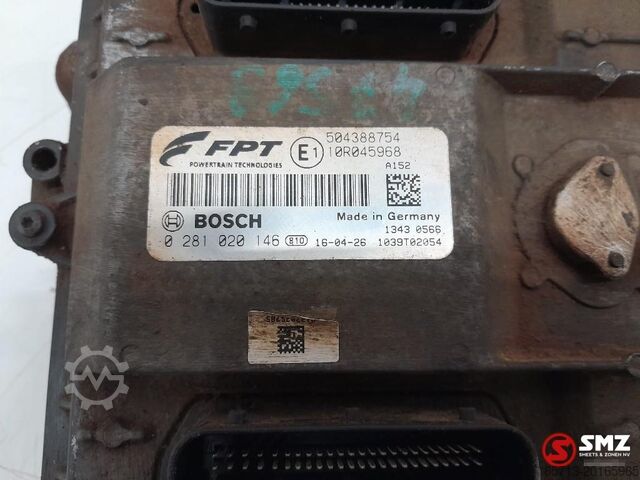 FPT
POWERTRAIN TECHNOLOGIES
E1
504388754
10R045968
A152
BOSCH
Made in Germany
1343 0566
0 281 020 146 810 16-04-26 1039T02054
SMZ
SHEETS & ZONEN NV